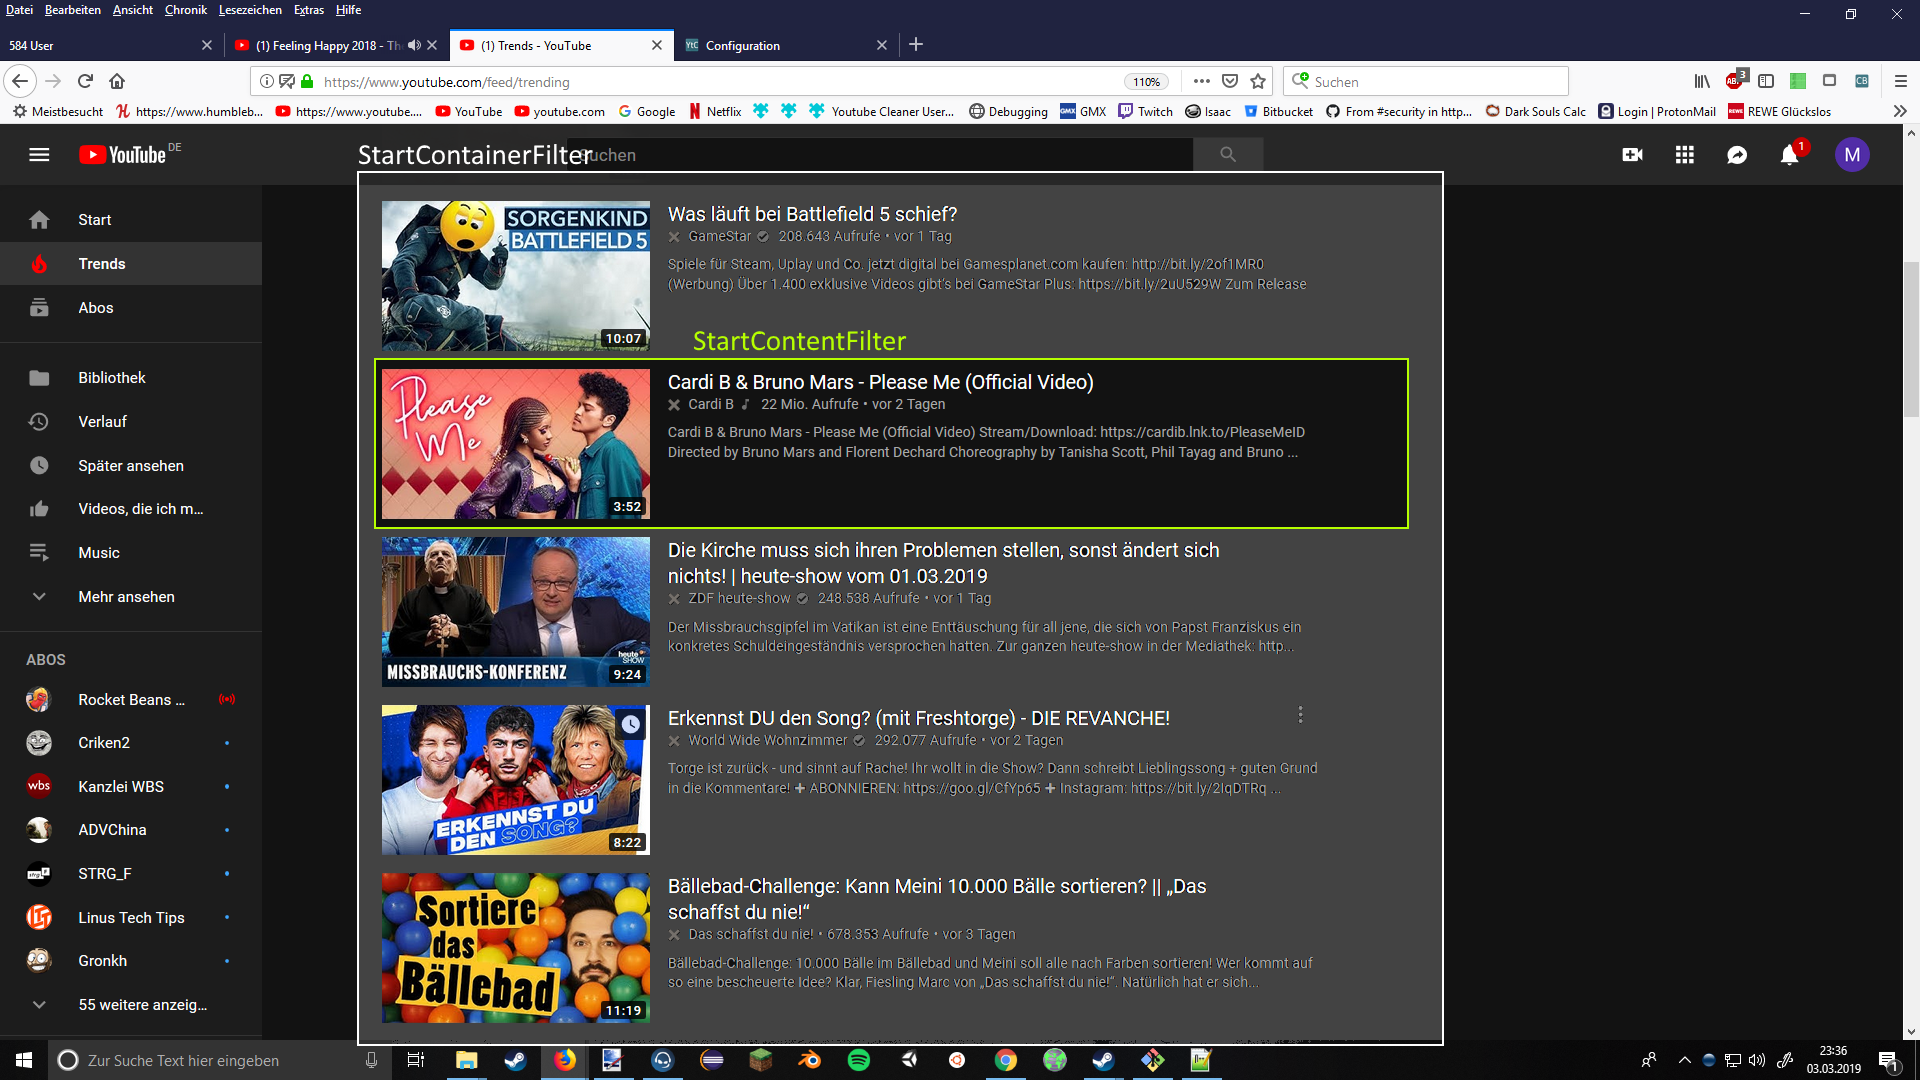 Datei Bearbeiten Ansicht Chronik Lesezeichen Extras Hilfe
584 User
(1) Feeling Happy 2018 - Th
(1) Trends - YouTube
Configuration
https://www.youtube.com/feed/trending
110%
Suchen
3
Meistbesucht
https://www.humbleb...
https://www.youtube....
YouTube
youtube.com
Google
Netflix
Youtube Cleaner User...
Debugging
GMX
Twitch
Isaac
Bitbucket
From #security in http...
Dark Souls Calc
Login | ProtonMail
REWE Glückslos
YouTube DE
StartContainerFilter
Suchen
1
M
Start
Trends
Abos
Bibliothek
Verlauf
Später ansehen
Videos, die ich m...
Music
Mehr ansehen
ABOS
Rocket Beans ...
Criken2
wbs
Kanzlei WBS
ADVChina
STRG_F
Linus Tech Tips
Gronkh
55 weitere anzeig...
SORGENKIND
BATTLEFIELD 5
10:07
Was läuft bei Battlefield 5 schief?
GameStar 208.643 Aufrufe • vor 1 Tag
Spiele für Steam, Uplay und Co. jetzt digital bei Gamesplanet.com kaufen: http://bit.ly/2of1MR0
(Werbung) Über 1.400 exklusive Videos gibt's bei GameStar Plus: https://bit.ly/2uU529W Zum Release
StartContentFilter
Please
Me
3:52
Cardi B & Bruno Mars - Please Me (Official Video)
Cardi B 22 Mio. Aufrufe • vor 2 Tagen
Cardi B & Bruno Mars - Please Me (Official Video) Stream/Download: https://cardib.lnk.to/PleaseMeID
Directed by Bruno Mars and Florent Dechard Choreography by Tanisha Scott, Phil Tayag and Bruno ...
heute
SHOW
MISSBRAUCHS-KONFERENZ
9:24
Die Kirche muss sich ihren Problemen stellen, sonst ändert sich
nichts! | heute-show vom 01.03.2019
ZDF heute-show 248.538 Aufrufe • vor 1 Tag
Der Missbrauchsgipfel im Vatikan ist eine Enttäuschung für all jene, die sich von Papst Franziskus ein
konkretes Schuldeingeständnis versprochen hatten. Zur ganzen heute-show in der Mediathek: http...
ERKENNST DU
DEN SONG?
8:22
Erkennst DU den Song? (mit Freshtorge) - DIE REVANCHE!
World Wide Wohnzimmer 292.077 Aufrufe • vor 2 Tagen
Torge ist zurück - und sinnt auf Rache! Ihr wollt in die Show? Dann schreibt Lieblingssong + guten Grund
in die Kommentare! ✚ ABONNIEREN: https://goo.gl/CfYp65 ✚ Instagram: https://bit.ly/2IqDTRq ...
Sortiere
das
Bällebad
11:19
Bällebad-Challenge: Kann Meini 10.000 Bälle sortieren? || „Das
schaffst du nie!“
Das schaffst du nie! • 678.353 Aufrufe • vor 3 Tagen
Bällebad-Challenge: 10.000 Bälle im Bällebad und Meini soll alle nach Farben sortieren! Wer kommt auf
so eine bescheuerte Idee? Klar, Fiesling Marc von „Das schaffst du nie!“. Natürlich hat er sich...
Zur Suche Text hier eingeben
23:36
03.03.2019
1